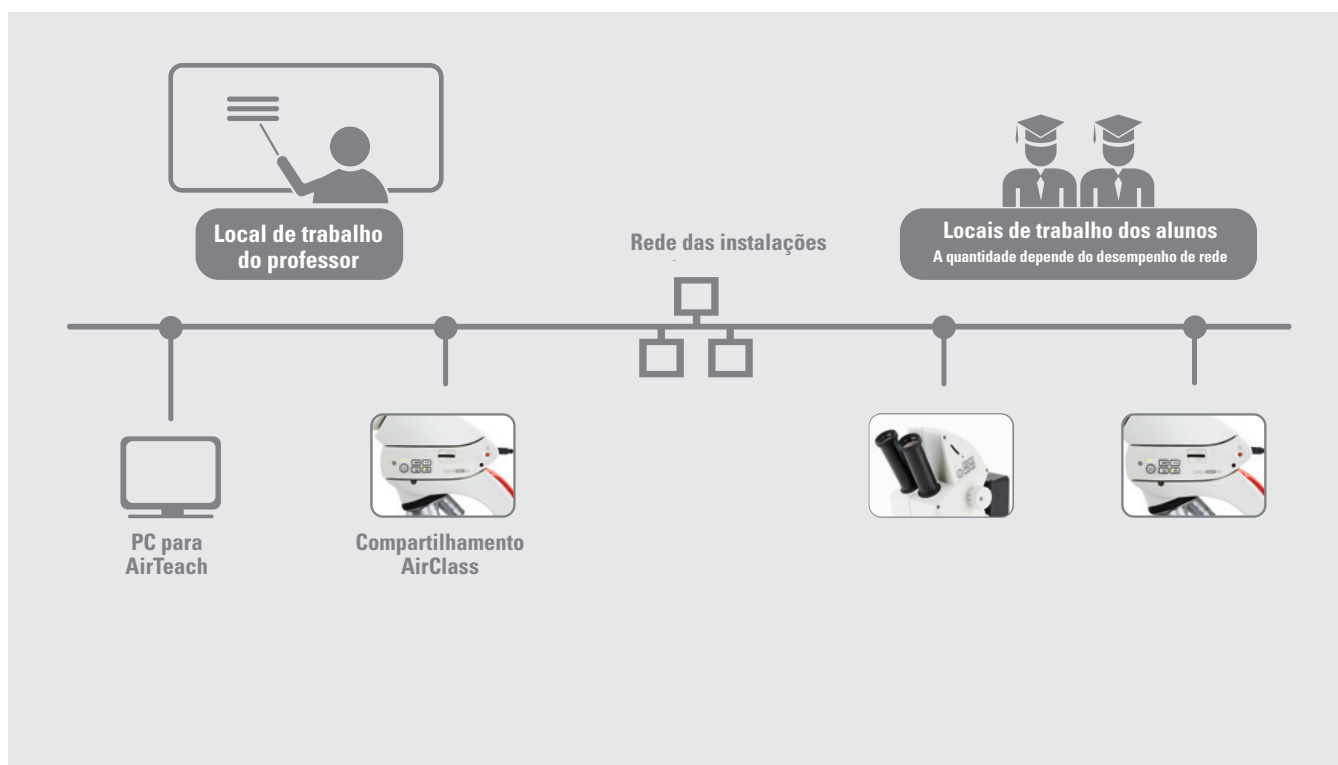 Local de trabalho
do professor
Rede das instalações
Locais de trabalho dos alunos
A quantidade depende do desempenho de rede
PC para
AirTeach
Compartilhamento
AirClass